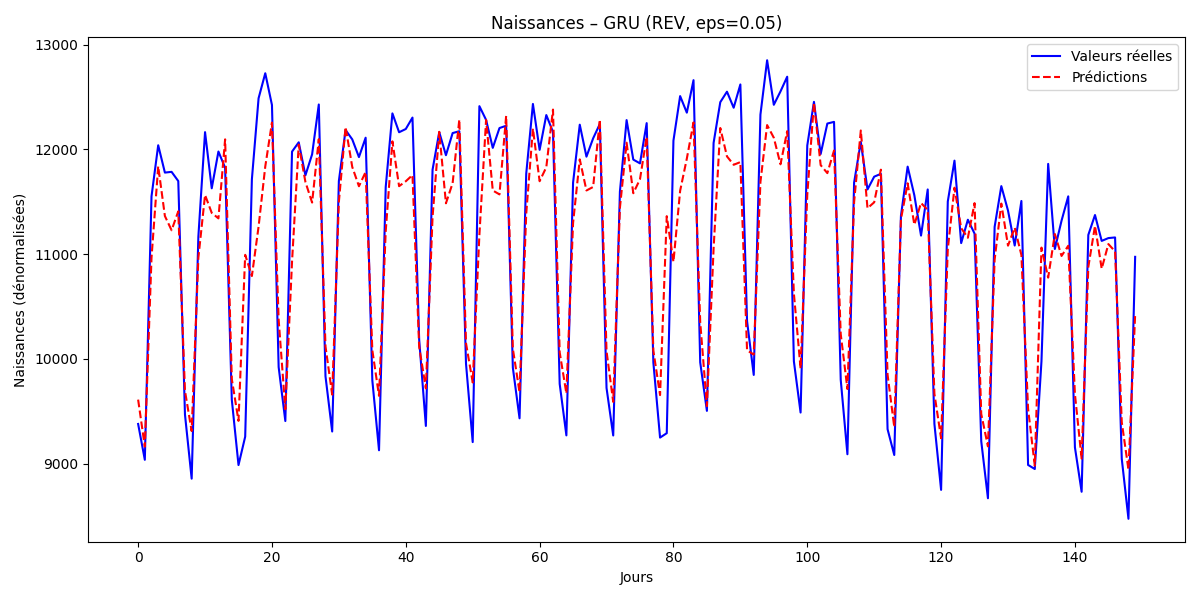 Naissances – GRU (REV, eps=0.05)
Valeurs réelles
Prédictions
Naissances (dénormalisées)
13000
12000
11000
10000
9000
0 20 40 60 80 100 120 140
Jours